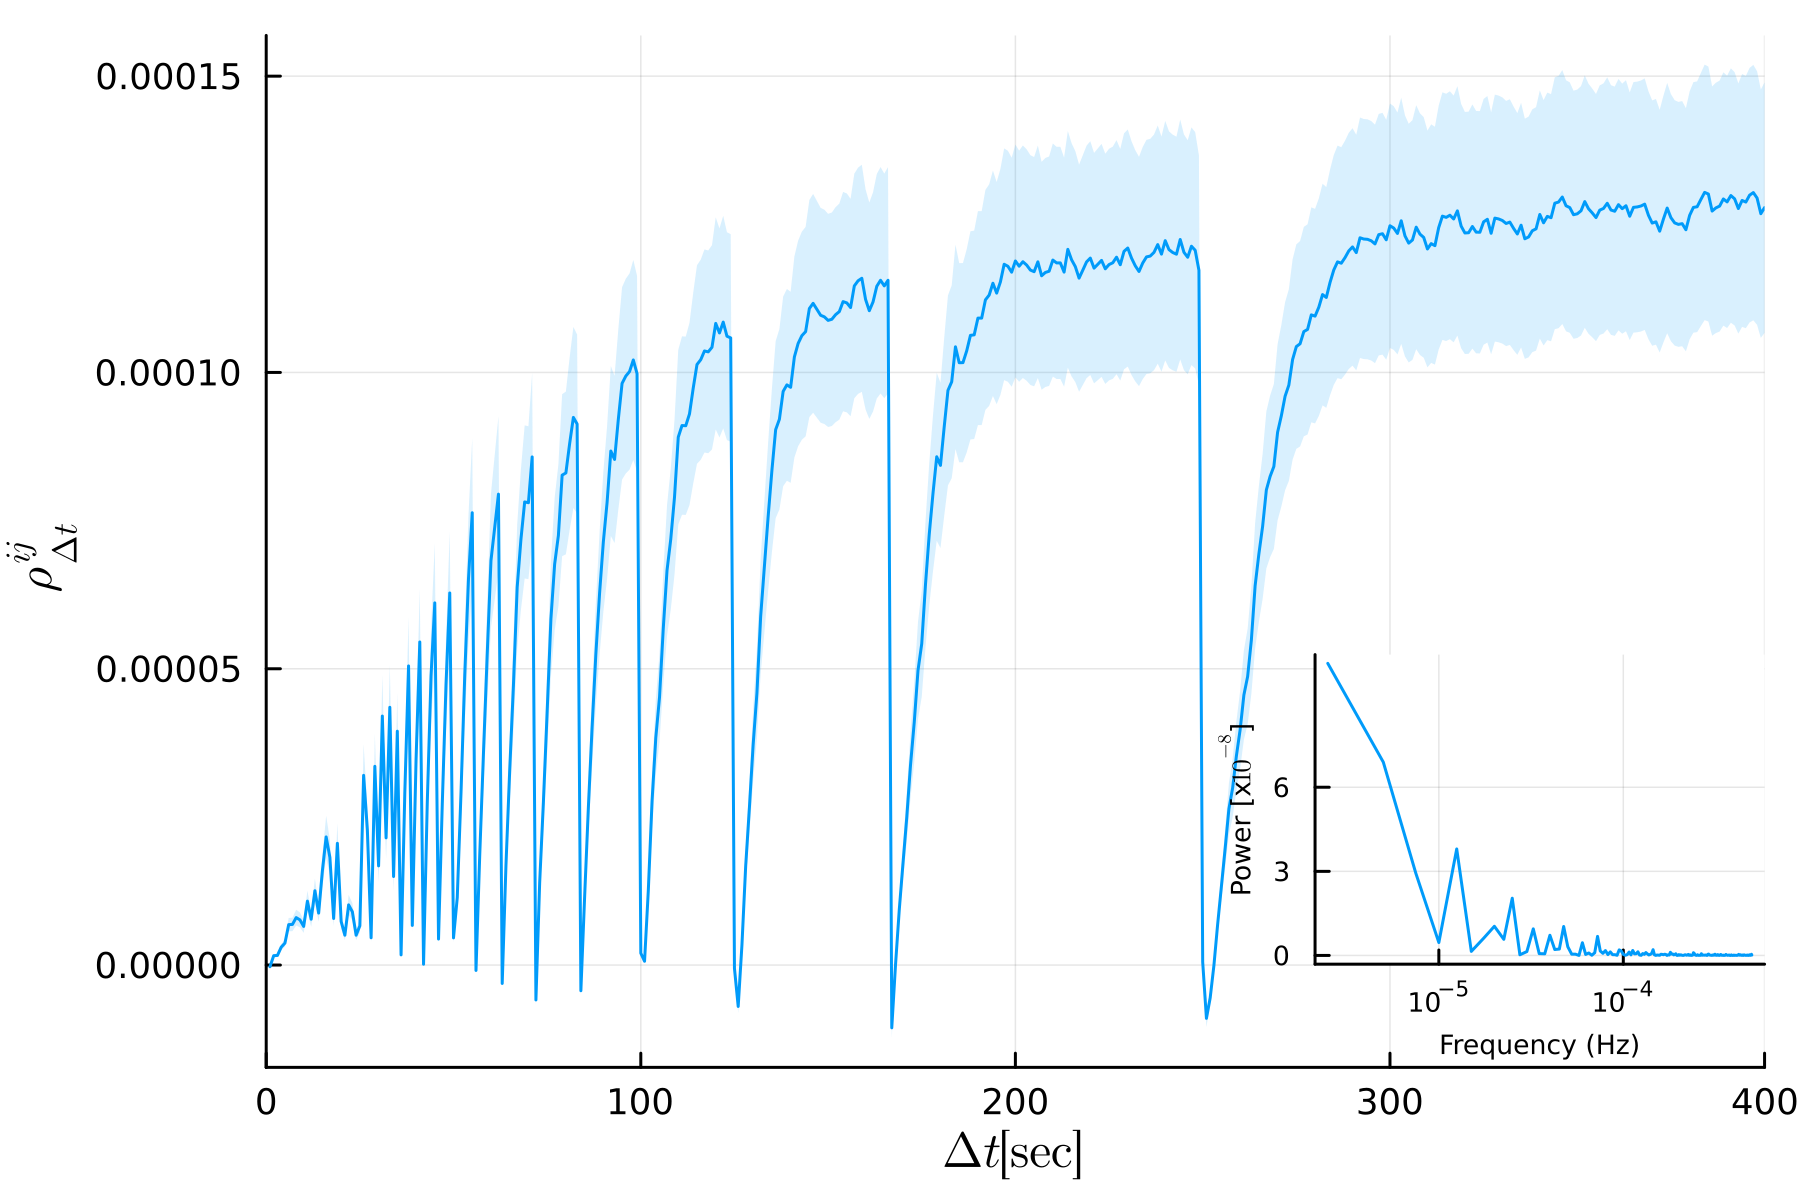 0.00015
0.00010
0.00005
0.00000
ρ^{ij}_{Δt}
0 100 200 300 400
Δt[sec]
Power [x10⁻⁸]
6
3
0
10⁻⁵ 10⁻⁴
Frequency (Hz)